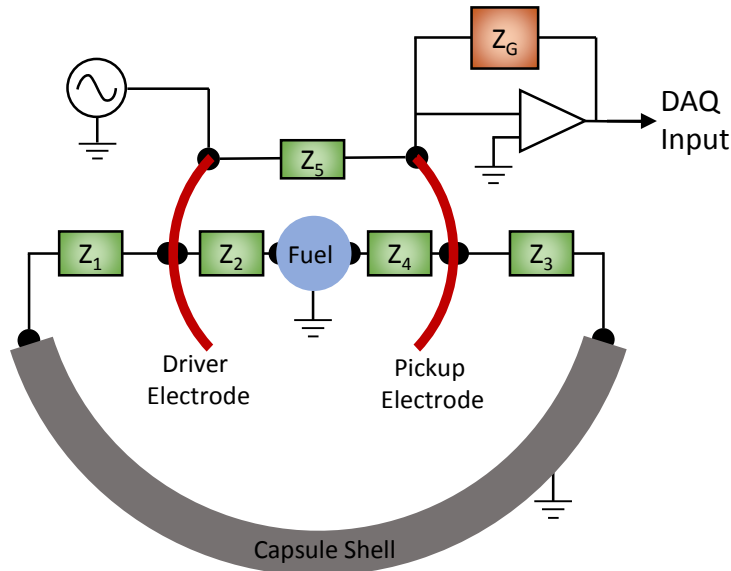 Z_G
DAQ
Input
Z_5
Z_1
Z_2
Fuel
Z_4
Z_3
Driver
Electrode
Pickup
Electrode
Capsule Shell